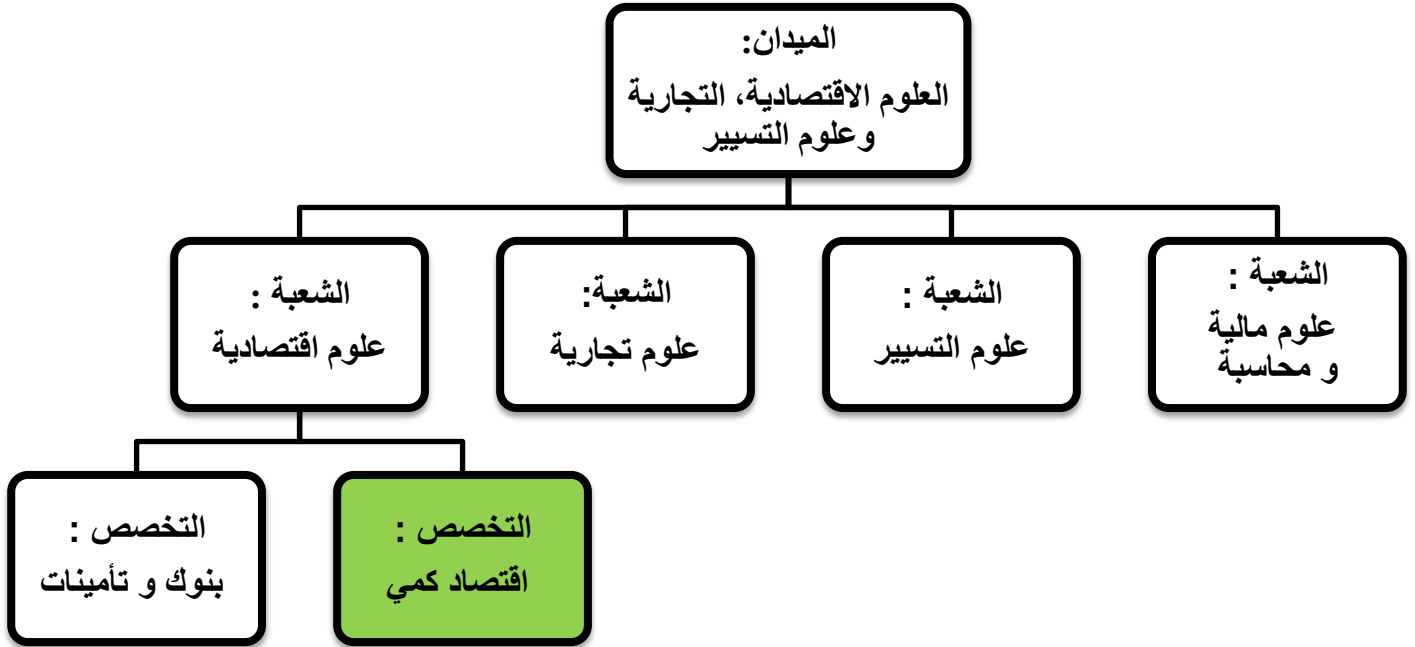 الميدان:
العلوم الاقتصادية، التجارية
وعلوم التسيير
الشعبة :
علوم مالية
و محاسبة
الشعبة :
علوم التسيير
الشعبة:
علوم تجارية
الشعبة :
علوم اقتصادية
التخصص :
اقتصاد كمي
التخصص :
بنوك و تأمينات